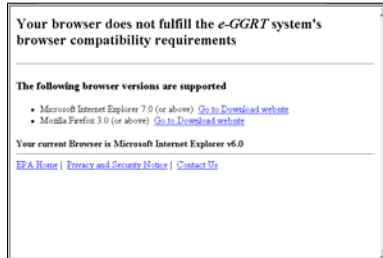 Your browser does not fulfill the e-GGRT system's
browser compatibility requirements
The following browser versions are supported
Microsoft Internet Explorer 7.0 (or above) Go to Download website
Mozilla Firefox 3.0 (or above) Go to Download website
Your current Browser is Microsoft Internet Explorer v6.0
EPA Home | Privacy and Security Notice | Contact Us